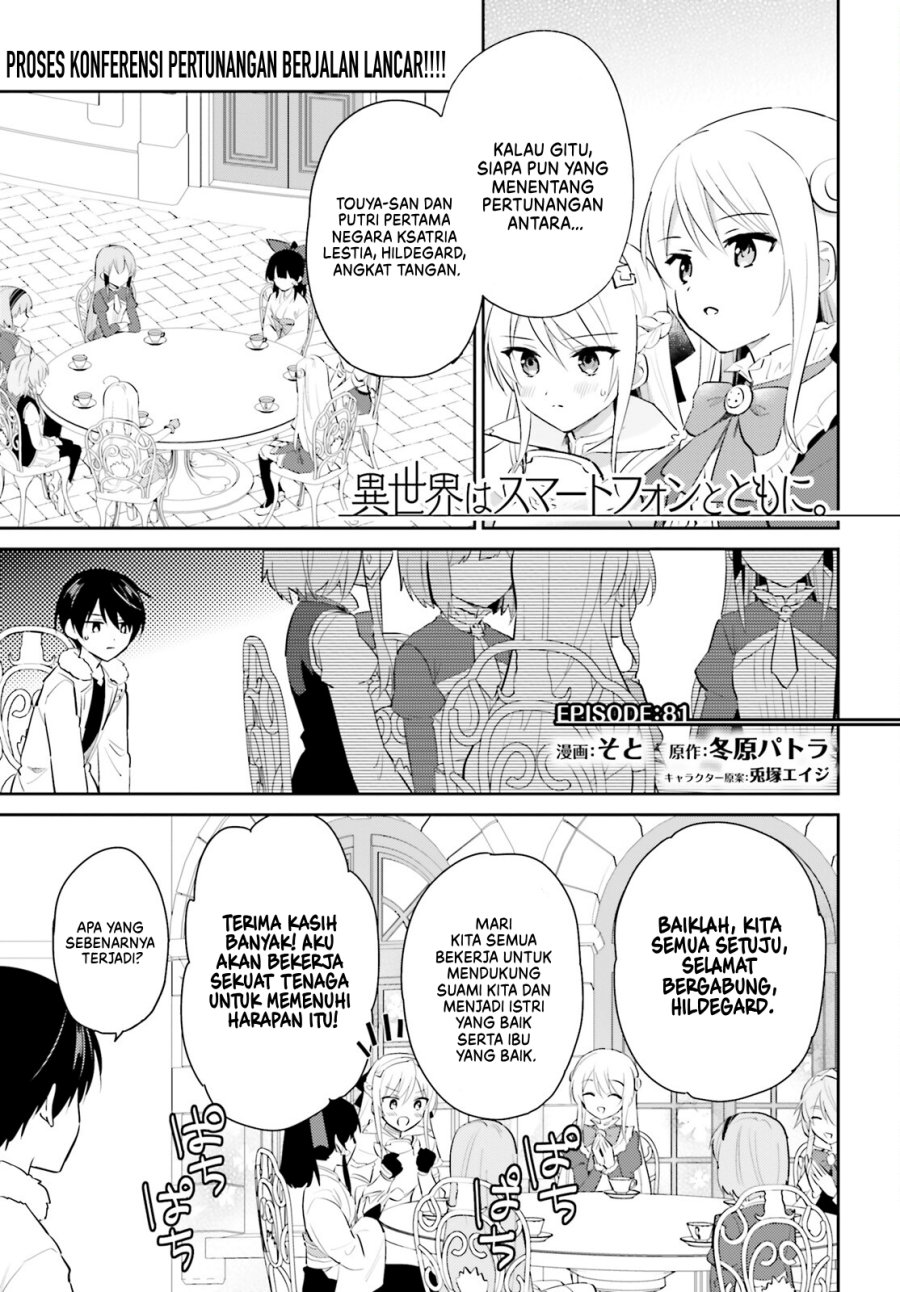 PROSES KONFERENSI PERTUNANGAN BERJALAN LANCAR!!!!
KALAU GITU,
SIAPA PUN YANG
MENENTANG
PERTUNANGAN
ANTARA...
TOUYA-SAN DAN
PUTRI PERTAMA
NEGARA KSATRIA
LESTIA, HILDEGARD,
ANGKAT TANGAN.
異世界はスマートフォンとともに。
EPISODE:81
漫画:そと 原作:冬原パトラ
キャラクター原案:兎塚エイジ
BAIKLAH, KITA
SEMUA SETUJU,
SELAMAT
BERGABUNG,
HILDEGARD.
MARI
KITA SEMUA
BEKERJA UNTUK
MENDUKUNG
SUAMI KITA DAN
MENJADI ISTRI
YANG BAIK
SERTA IBU
YANG BAIK.
TERIMA KASIH
BANYAK! AKU
AKAN BEKERJA
SEKUAT TENAGA
UNTUK MEMENUHI
HARAPAN ITU!
APA YANG
SEBENARNYA
TERJADI?
ぱちぱち
ぱちぱち
ぱち
ぱち